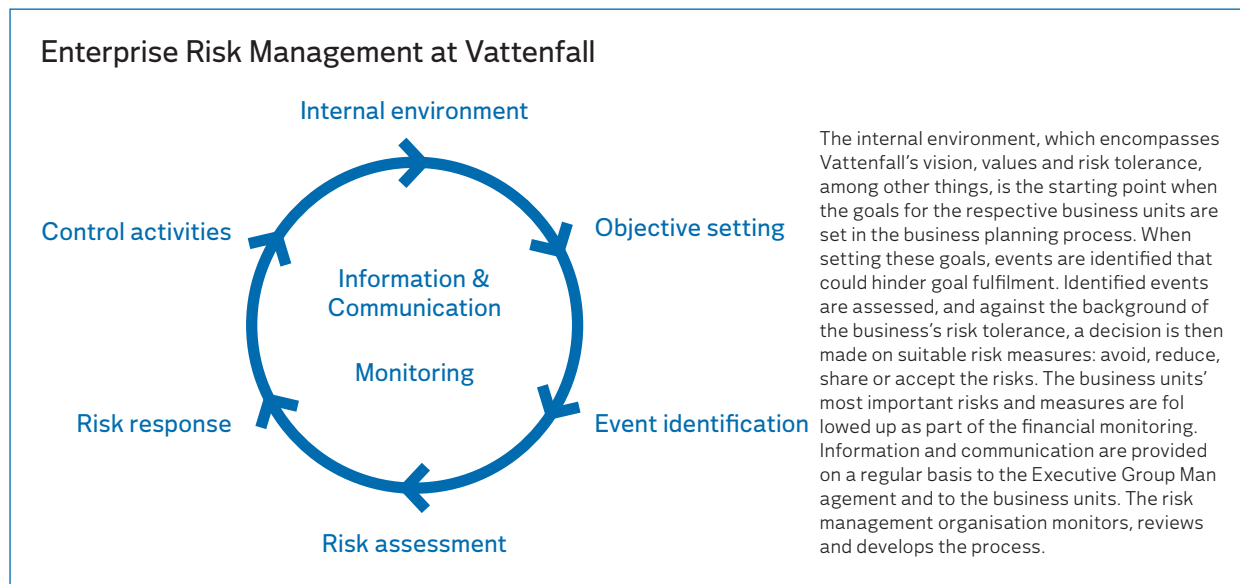 Enterprise Risk Management at Vattenfall
Internal environment
Objective setting
Event identification
Risk assessment
Risk response
Control activities
Information &
Communication
Monitoring
The internal environment, which encompasses
Vattenfall's vision, values and risk tolerance,
among other things, is the starting point when
the goals for the respective business units are
set in the business planning process. When
setting these goals, events are identified that
could hinder goal fulfilment. Identified events
are assessed, and against the background of
the business's risk tolerance, a decision is then
made on suitable risk measures: avoid, reduce,
share or accept the risks. The business units'
most important risks and measures are fol
lowed up as part of the financial monitoring.
Information and communication are provided
on a regular basis to the Executive Group Man
agement and to the business units. The risk
management organisation monitors, reviews
and develops the process.